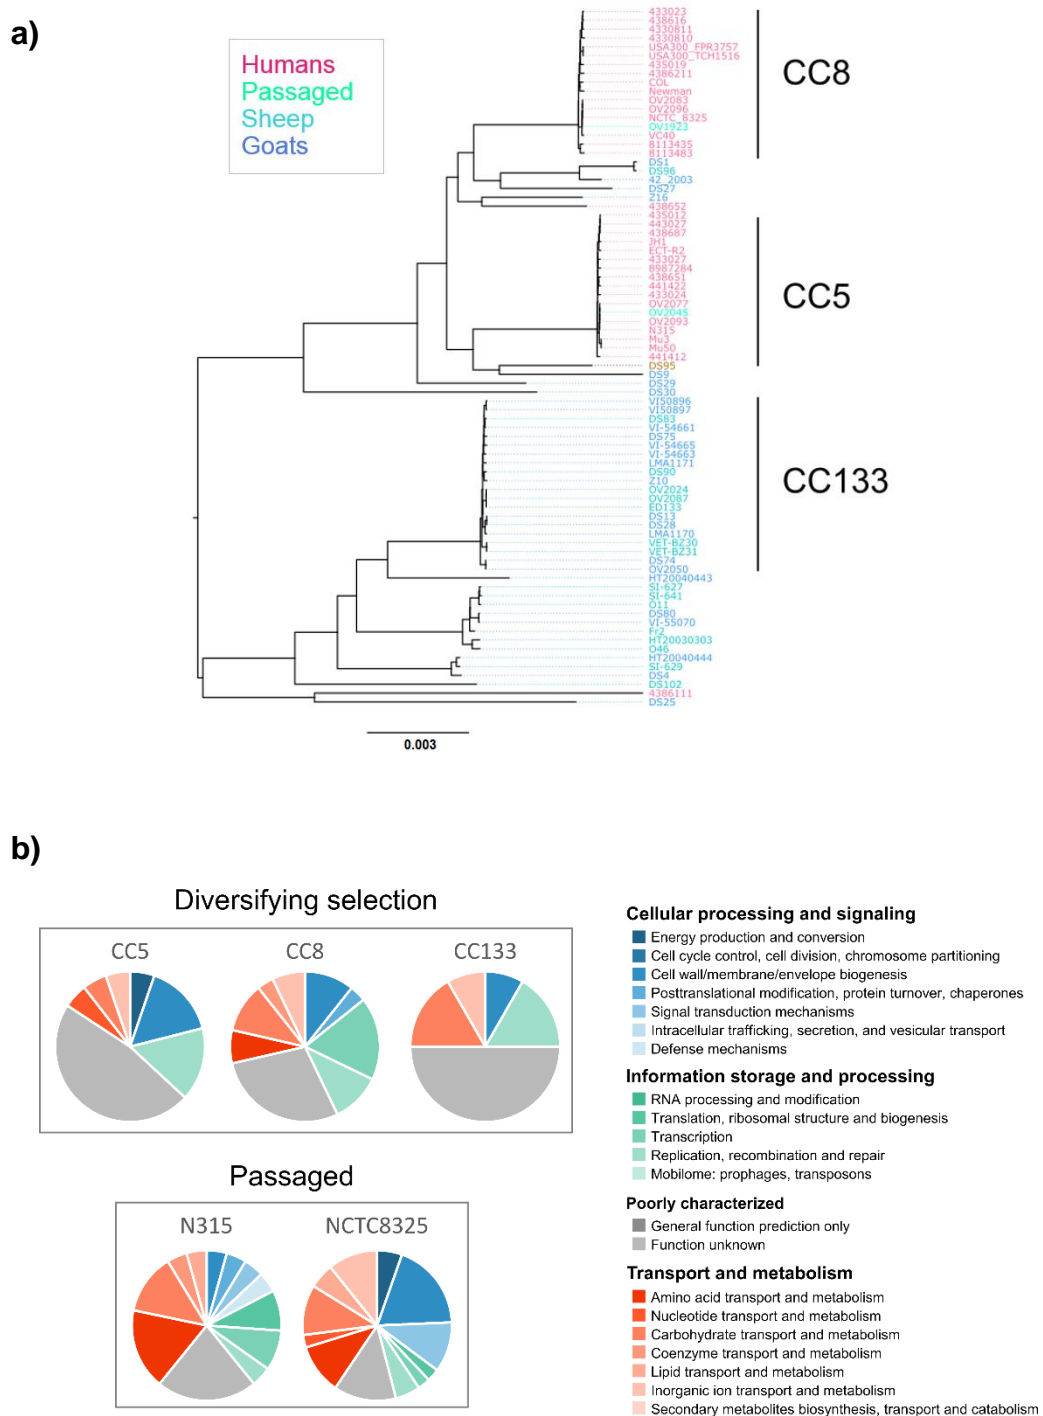 a)
Humans
Passaged
Sheep
Goats
433023
438616
4330811
4330810
USA300_FPR3757
USA300_TCH1516
435019
4386211
COL
Newman
OV2083
OV2096
NCTC_8325
OV1923
VC40
8113435
8113483
CC8
DS1
DS96
42_2003
DS27
Z16
438652
435012
443027
438687
JH1
ECT-R2
433027
8987284
438651
441422
433024
OV2077
OV2045
OV2093
N315
Mu3
Mu50
441412
CC5
DS95
DS9
DS29
DS30
VI50896
VI50897
DS83
VI-54661
DS75
VI-54665
VI-54663
LMA1171
DS90
Z10
OV2024
OV2087
ED133
DS13
DS28
LMA1170
VET-BZ30
VET-BZ31
DS74
OV2050
CC133
HT20040443
SI-627
SI-641
O11
DS80
VI-55070
Fr2
HT20030303
O46
HT20040444
SI-629
DS4
DS102
4386111
DS25
0.003
b)
Diversifying selection
CC5 CC8 CC133
Passaged
N315 NCTC8325
Cellular processing and signaling
Energy production and conversion
Cell cycle control, cell division, chromosome partitioning
Cell wall/membrane/envelope biogenesis
Posttranslational modification, protein turnover, chaperones
Signal transduction mechanisms
Intracellular trafficking, secretion, and vesicular transport
Defense mechanisms
Information storage and processing
RNA processing and modification
Translation, ribosomal structure and biogenesis
Transcription
Replication, recombination and repair
Mobilome: prophages, transposons
Poorly characterized
General function prediction only
Function unknown
Transport and metabolism
Amino acid transport and metabolism
Nucleotide transport and metabolism
Carbohydrate transport and metabolism
Coenzyme transport and metabolism
Lipid transport and metabolism
Inorganic ion transport and metabolism
Secondary metabolites biosynthesis, transport and catabolism